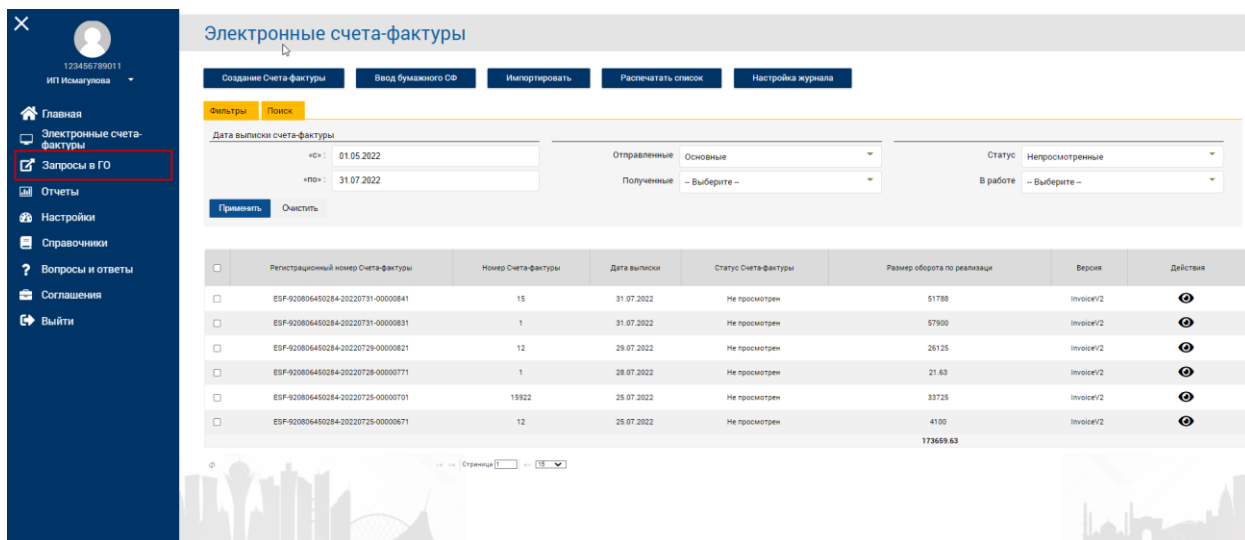 Электронные счета-фактуры
123456789011
ИП Исмагулова
Главная
Электронные счета-
фактуры
Запросы в ГО
Отчеты
Настройки
Справочники
Вопросы и ответы
Соглашения
Выйти
Создание Счета-фактуры Ввод бумажного СФ Импортировать Распечатать список Настройка журнала
Фильтры Поиск
Дата выписки счета-фактуры
«с» : 01.05.2022 Отправленные Основные Статус Непросмотренные
«по» : 31.07.2022 Полученные -- Выберите -- В работе -- Выберите --
Применить Очистить
Регистрационный номер Счета-фактуры Номер Счета-фактуры Дата выписки Статус Счета-фактуры Размер оборота по реализаци Версия Действия
ESF-920806450284-20220731-00000841 15 31.07.2022 Не просмотрен 51788 InvoiceV2
ESF-920806450284-20220731-00000831 1 31.07.2022 Не просмотрен 57900 InvoiceV2
ESF-920806450284-20220729-00000821 12 29.07.2022 Не просмотрен 26125 InvoiceV2
ESF-920806450284-20220728-00000771 1 28.07.2022 Не просмотрен 21.63 InvoiceV2
ESF-920806450284-20220725-00000701 15922 25.07.2022 Не просмотрен 33725 InvoiceV2
ESF-920806450284-20220725-00000671 12 25.07.2022 Не просмотрен 4100 InvoiceV2
173659.63
Страница 1 15